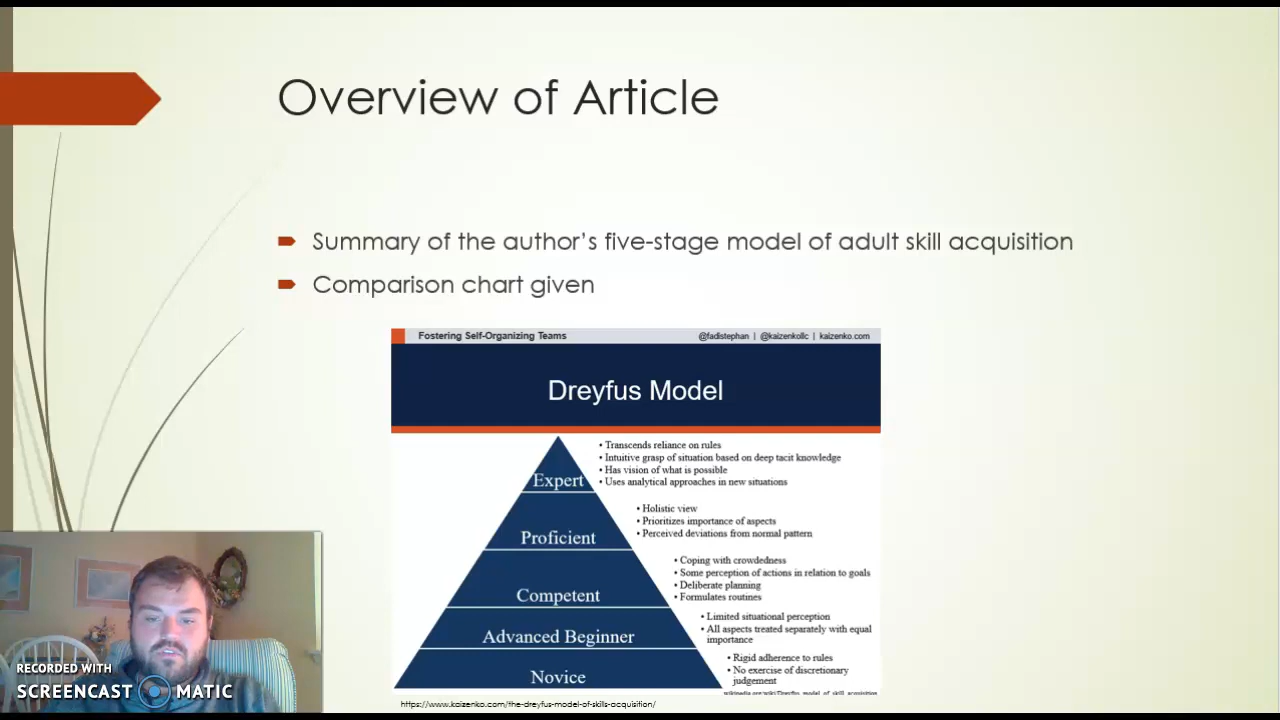 Overview of Article
Summary of the author's five-stage model of adult skill acquisition
Comparison chart given
Fostering Self-Organizing Teams
@fadistephan | @kaizenkollc | kaizenko.com
Dreyfus Model
Expert
• Transcends reliance on rules
• Intuitive grasp of situation based on deep tacit knowledge
• Has vision of what is possible
• Uses analytical approaches in new situations
Proficient
• Holistic view
• Prioritizes importance of aspects
• Perceived deviations from normal pattern
Competent
• Coping with crowdedness
• Some perception of actions in relation to goals
• Deliberate planning
• Formulates routines
Advanced Beginner
• Limited situational perception
• All aspects treated separately with equal
importance
Novice
• Rigid adherence to rules
• No exercise of discretionary
judgement
wikipedia.org/wiki/Dreyfus_model_of_skill_acquisition
https://www.kaizenko.com/the-dreyfus-model-of-skills-acquisition/
RECORDED WITH
SCREENCAST MATIC